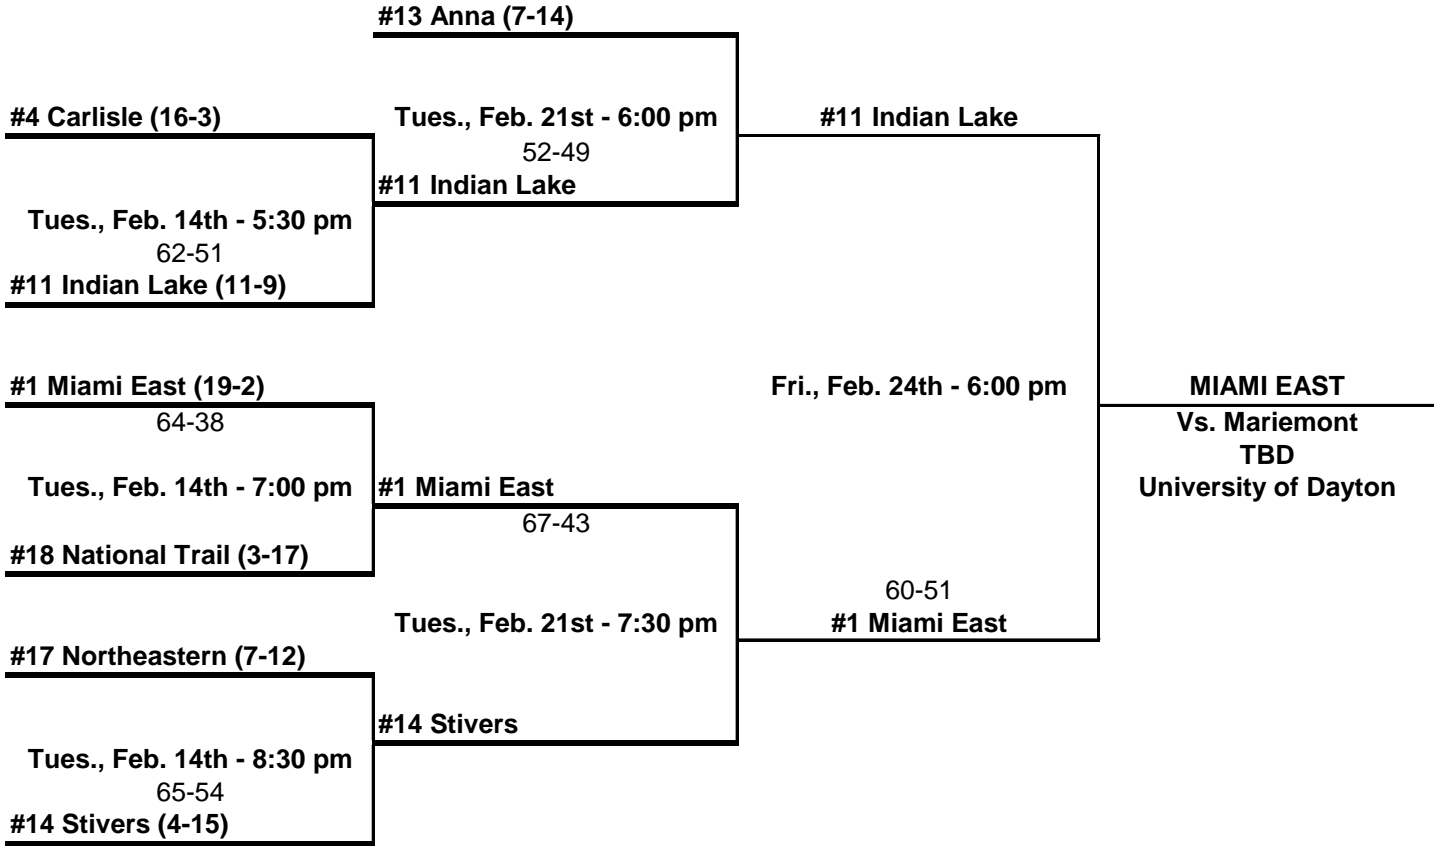 #13 Anna (7-14)
#4 Carlisle (16-3)
Tues., Feb. 21st - 6:00 pm
#11 Indian Lake
52-49
#11 Indian Lake
Tues., Feb. 14th - 5:30 pm
62-51
#11 Indian Lake (11-9)
#1 Miami East (19-2)
Fri., Feb. 24th - 6:00 pm
MIAMI EAST
64-38
Vs. Mariemont
TBD
Tues., Feb. 14th - 7:00 pm
#1 Miami East
University of Dayton
67-43
#18 National Trail (3-17)
60-51
Tues., Feb. 21st - 7:30 pm
#1 Miami East
#17 Northeastern (7-12)
#14 Stivers
Tues., Feb. 14th - 8:30 pm
65-54
#14 Stivers (4-15)